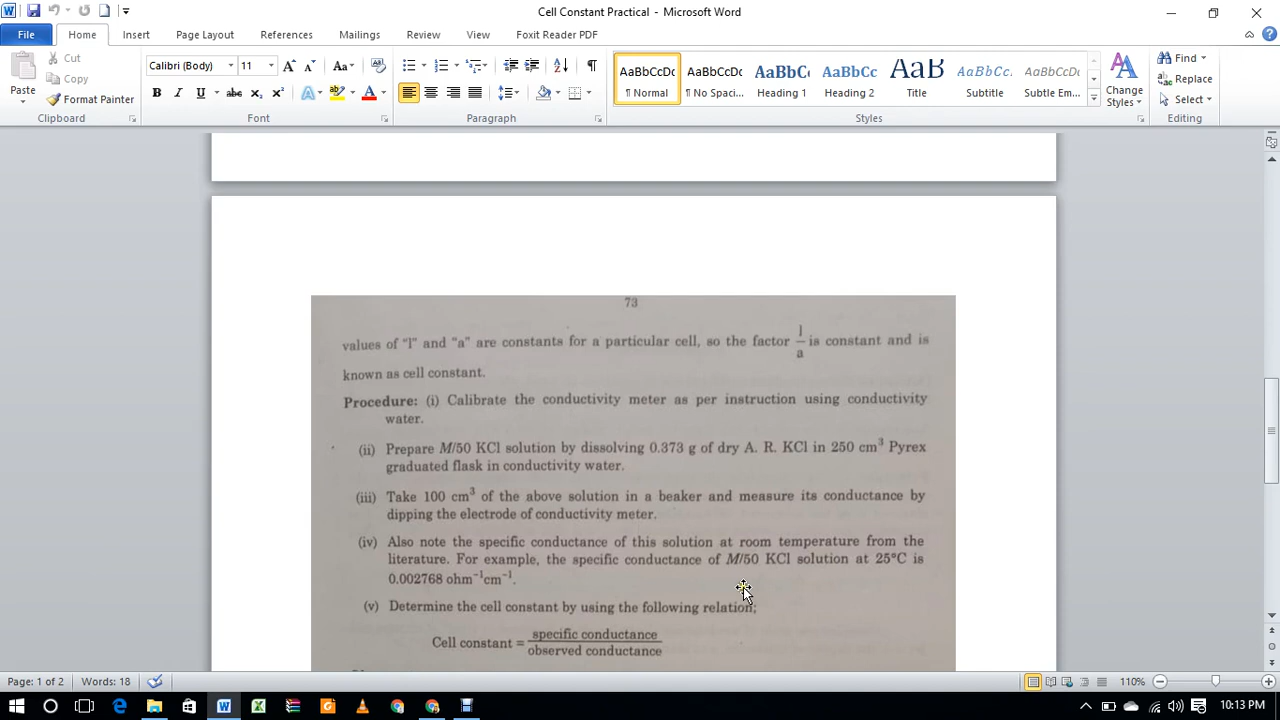 Cell Constant Practical - Microsoft Word
File Home Insert Page Layout References Mailings Review View Foxit Reader PDF
Paste
Cut
Copy
Format Painter
Clipboard
Calibri (Body) 11
Font
Paragraph
AaBbCcDc AaBbCcDc AaBbCc AaBbCc AaB AaBbCc. AaBbCcDc
¶ Normal ¶ No Spaci... Heading 1 Heading 2 Title Subtitle Subtle Em...
Change Styles
Styles
Find
Replace
Select
Editing
73
values of "l" and "a" are constants for a particular cell, so the factor l/a is constant and is
known as cell constant.
Procedure: (i) Calibrate the conductivity meter as per instruction using conductivity
water.
(ii) Prepare M/50 KCl solution by dissolving 0.373 g of dry A. R. KCl in 250 cm³ Pyrex
graduated flask in conductivity water.
(iii) Take 100 cm³ of the above solution in a beaker and measure its conductance by
dipping the electrode of conductivity meter.
(iv) Also note the specific conductance of this solution at room temperature from the
literature. For example, the specific conductance of M/50 KCl solution at 25°C is
0.002768 ohm⁻¹cm⁻¹.
(v) Determine the cell constant by using the following relation;
Cell constant = specific conductance / observed conductance
Page: 1 of 2 Words: 18 110%
10:13 PM